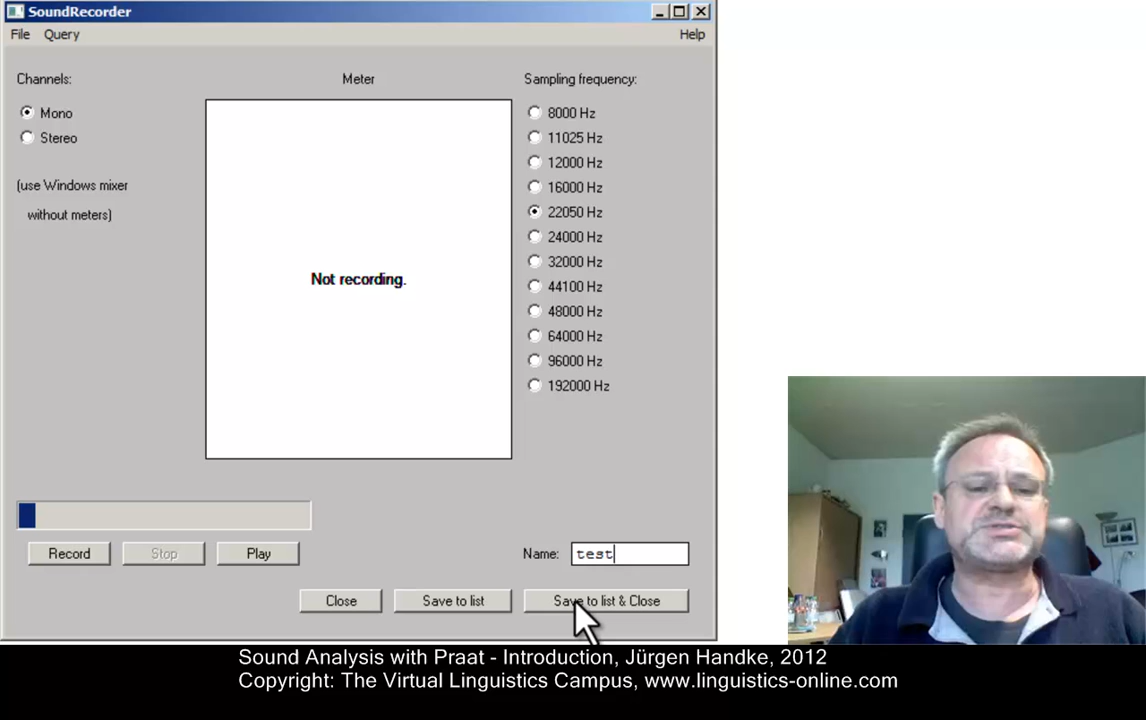 SoundRecorder
File Query Help
Channels: Meter Sampling frequency:
Mono 8000 Hz
Stereo 11025 Hz
12000 Hz
(use Windows mixer 16000 Hz
without meters) 22050 Hz
24000 Hz
32000 Hz
Not recording. 44100 Hz
48000 Hz
64000 Hz
96000 Hz
192000 Hz
Record Stop Play Name: test
Close Save to list Save to list & Close
Sound Analysis with Praat - Introduction, Jürgen Handke, 2012
Copyright: The Virtual Linguistics Campus, www.linguistics-online.com